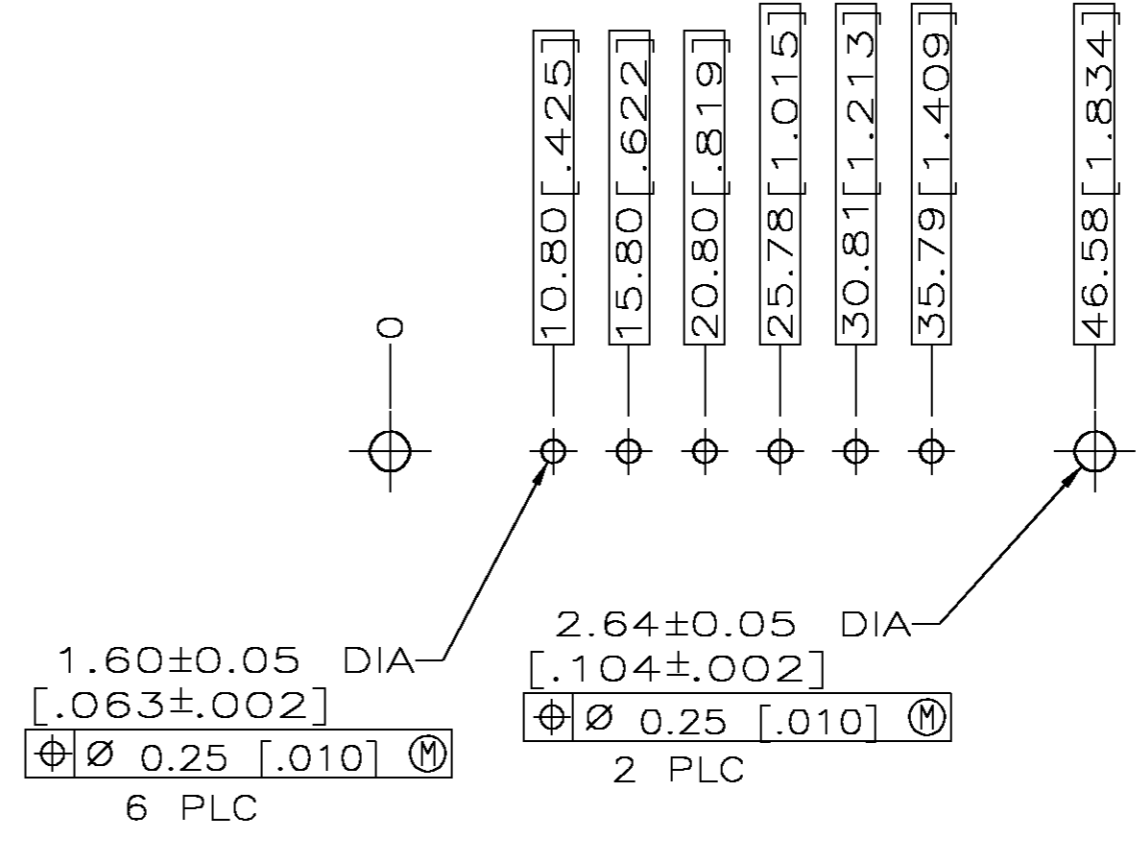 0
10.80[.425]
15.80[.622]
20.80[.819]
25.78[1.015]
30.81[1.213]
35.79[1.409]
46.58[1.834]
1.60±0.05 DIA
[.063±.002]
⌖ Ø 0.25 [.010] Ⓜ
6 PLC
2.64±0.05 DIA
[.104±.002]
⌖ Ø 0.25 [.010] Ⓜ
2 PLC